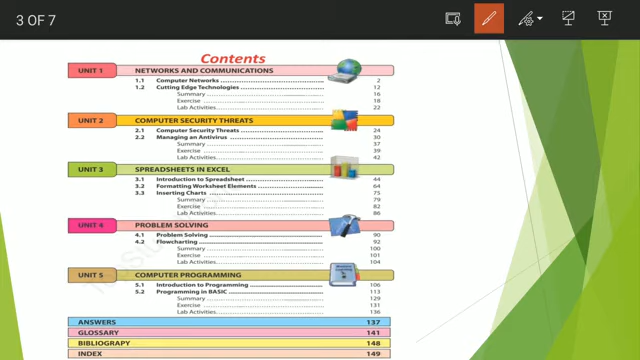 3 OF 7
Contents
UNIT 1 NETWORKS AND COMMUNICATIONS
1.1 Computer Networks 2
1.2 Cutting Edge Technologies 12
Summary 16
Exercise 18
Lab Activities 22
UNIT 2 COMPUTER SECURITY THREATS
2.1 Computer Security Threats 24
2.2 Managing an Antivirus 30
Summary 37
Exercise 39
Lab Activities 42
UNIT 3 SPREADSHEETS IN EXCEL
3.1 Introduction to Spreadsheet 44
3.2 Formatting Worksheet Elements 64
3.3 Inserting Charts 75
Summary 79
Exercise 82
Lab Activities 86
UNIT 4 PROBLEM SOLVING
4.1 Problem Solving 90
4.2 Flowcharting 92
Summary 100
Exercise 101
Lab Activities 104
UNIT 5 COMPUTER PROGRAMMING
5.1 Introduction to Programming 106
5.2 Programming in BASIC 113
Summary 129
Exercise 131
Lab Activities 136
ANSWERS 137
GLOSSARY 141
BIBLIOGRAPY 148
INDEX 149